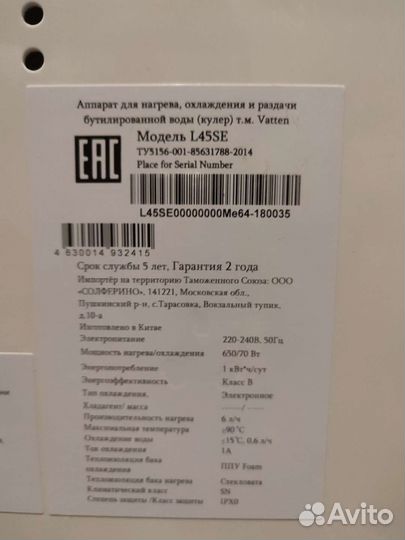 Аппарат для нагрева, охлаждения и раздачи
бутилированной воды (кулер) т.м. Vatten
Модель L45SE
ТУ5156-001-85631788-2014
Place for Serial Number
EAC
L45SE00000000Me64-180035
4 630014 932415
Срок службы 5 лет, Гарантия 2 года
Импортёр на территорию Таможенного Союза: ООО
«СОЛФЕРИНО», 141221, Московская обл.,
Пушкинский р-н, с.Тарасовка, Вокзальный тупик,
д.10-а
Изготовлено в Китае
Электропитание 220-240В, 50Гц
Мощность нагрева/охлаждения 650/70 Вт
Энергопотребление 1 кВт*ч/сут
Энергоэффективность Класс В
Тип охлаждения. Электронное
Хладагент/ масса ------/ -----
Производительность нагрева 6 л/ч
Максимальная температура ≤90°C
Охлаждение воды ≤15°C, 0,6 л/ч
Ток охлаждения 1А
Теплоизоляция бака
охлаждения ППУ Foam
Теплоизоляция бака нагрева Стекловата
Климатический класс SN
Степень защиты /Класс защиты IPX0
Avito